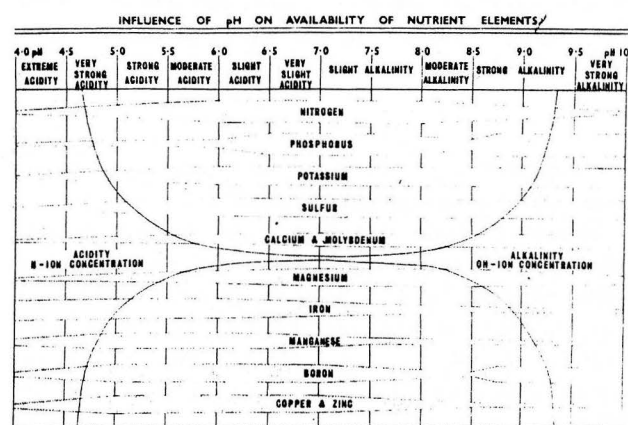 INFLUENCE OF pH ON AVAILABILITY OF NUTRIENT ELEMENTS
4·0 pH 4·5 5·0 5·5 6·0 6·5 7·0 7·5 8·0 8·5 9·0 9·5 pH 10
EXTREME ACIDITY
VERY STRONG ACIDITY
STRONG ACIDITY
MODERATE ACIDITY
SLIGHT ACIDITY
VERY SLIGHT ACIDITY
SLIGHT ALKALINITY
MODERATE ALKALINITY
STRONG ALKALINITY
VERY STRONG ALKALINITY
NITROGEN
PHOSPHORUS
POTASSIUM
SULFUR
CALCIUM & MOLYBDENUM
ACIDITY
H-ION CONCENTRATION
ALKALINITY
OH-ION CONCENTRATION
MAGNESIUM
IRON
MANGANESE
BORON
COPPER & ZINC